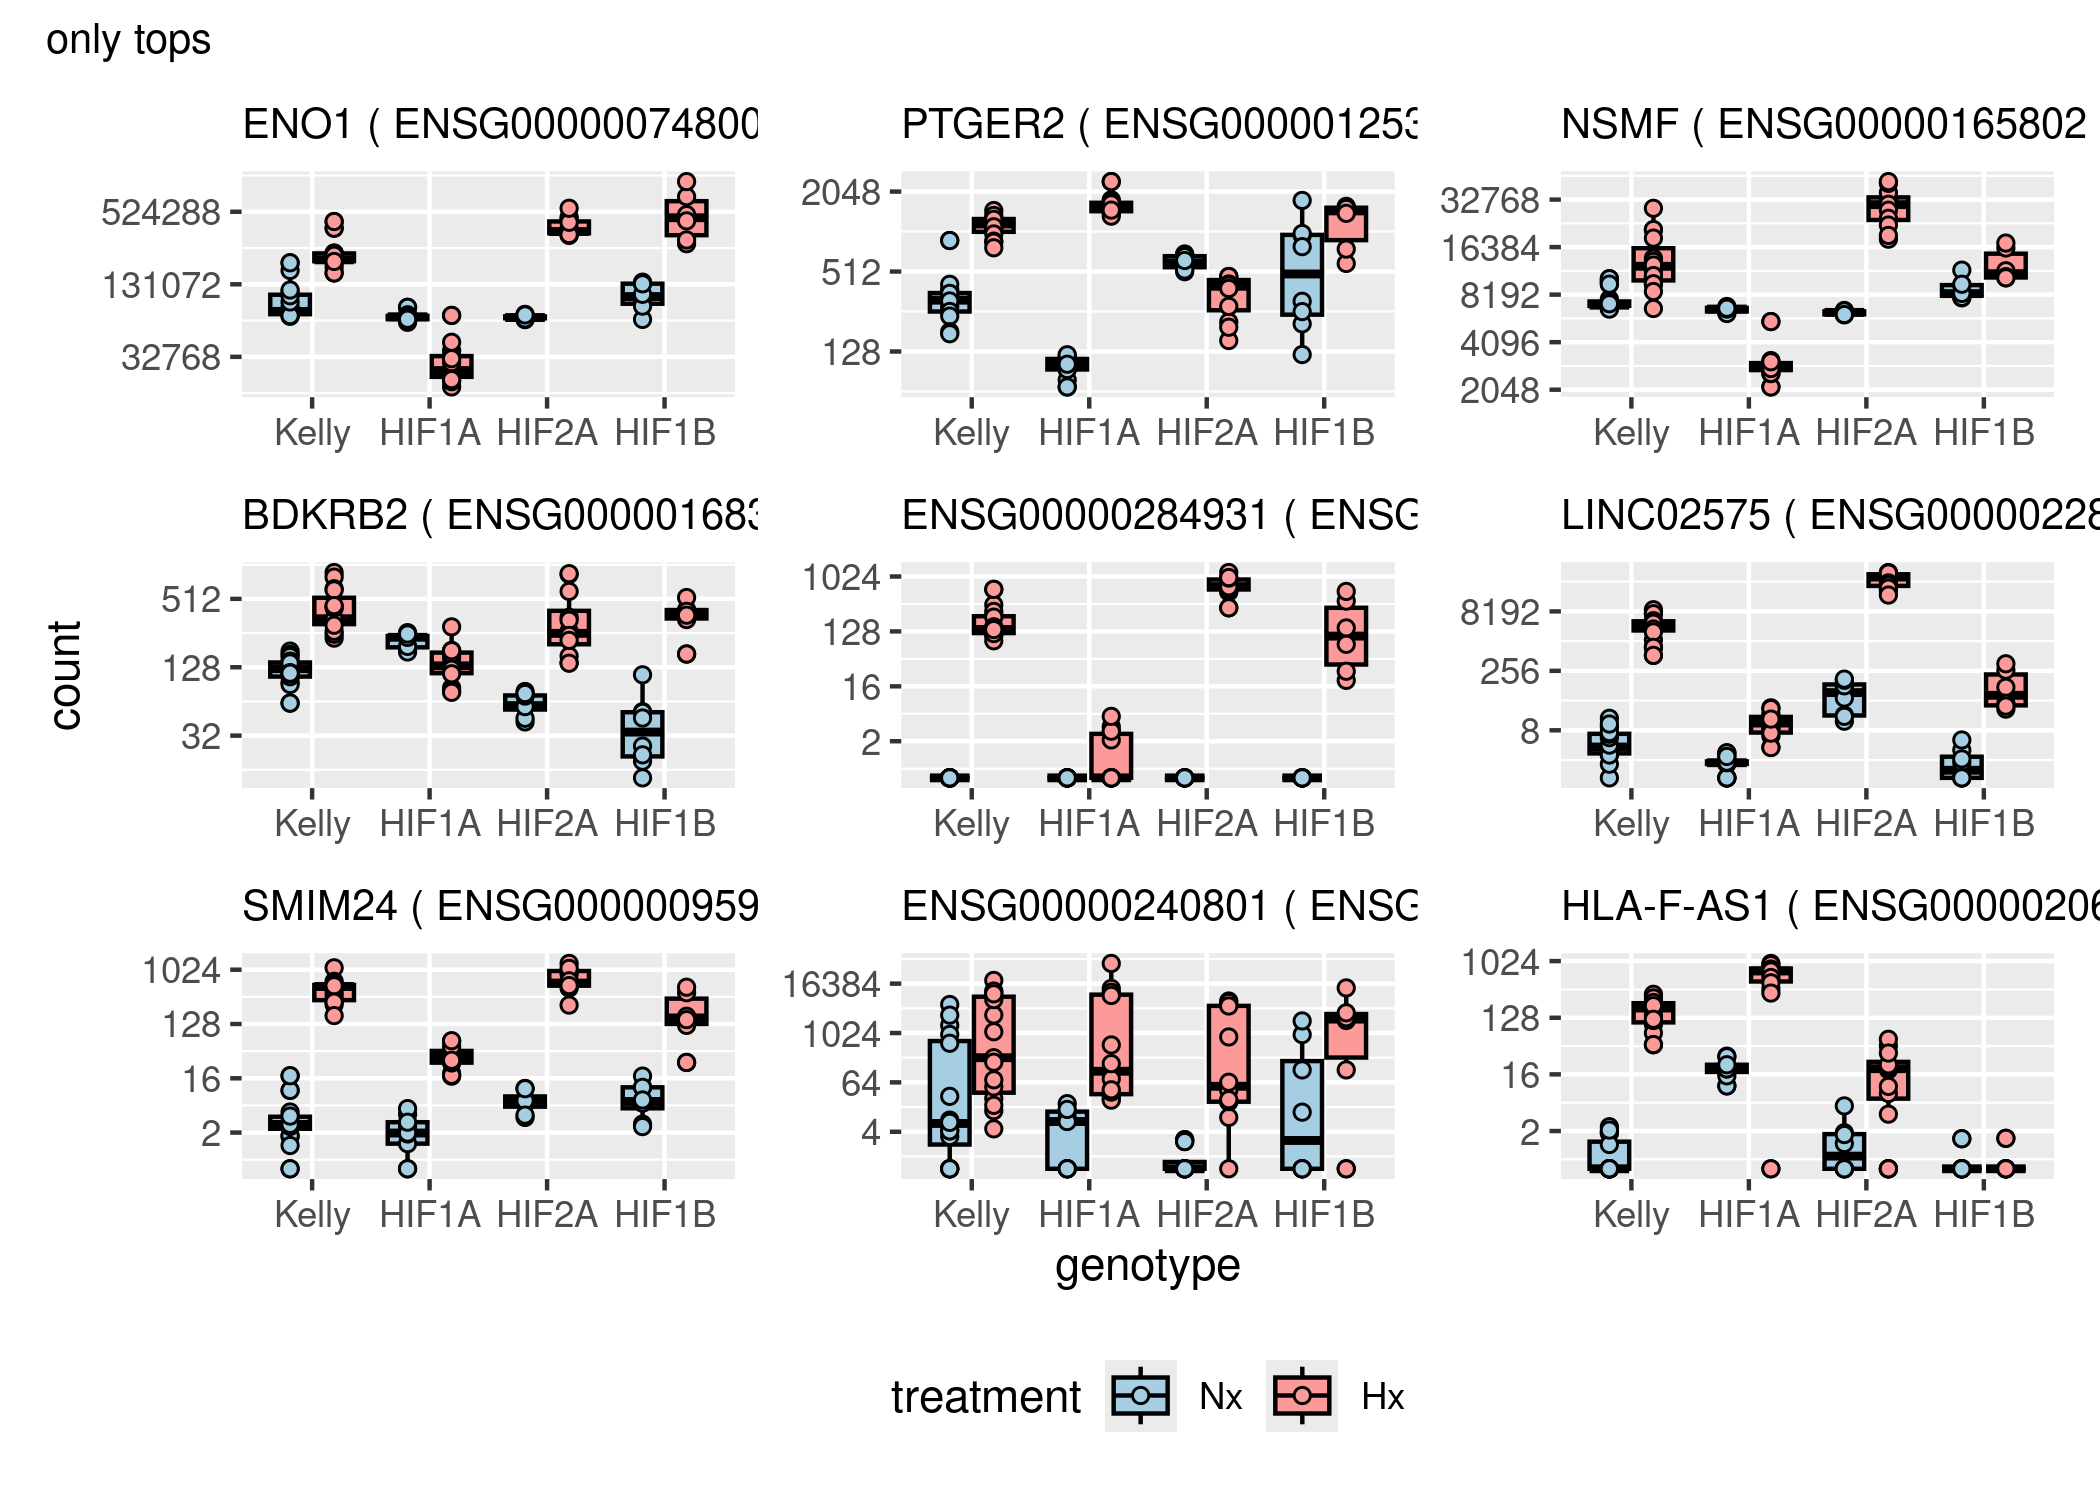 only tops
ENO1 ( ENSG00000074800
PTGER2 ( ENSG00000125
NSMF ( ENSG00000165802
524288
131072
32768
2048
512
128
32768
16384
8192
4096
2048
Kelly HIF1A HIF2A HIF1B
Kelly HIF1A HIF2A HIF1B
Kelly HIF1A HIF2A HIF1B
BDKRB2 ( ENSG00000168
ENSG00000284931 ( ENSG
LINC02575 ( ENSG00000228
count
512
128
32
1024
128
16
2
8192
256
8
Kelly HIF1A HIF2A HIF1B
Kelly HIF1A HIF2A HIF1B
Kelly HIF1A HIF2A HIF1B
SMIM24 ( ENSG000000959
ENSG00000240801 ( ENSG
HLA-F-AS1 ( ENSG00000206
1024
128
16
2
16384
1024
64
4
1024
128
16
2
Kelly HIF1A HIF2A HIF1B
Kelly HIF1A HIF2A HIF1B
Kelly HIF1A HIF2A HIF1B
genotype
treatment Nx Hx